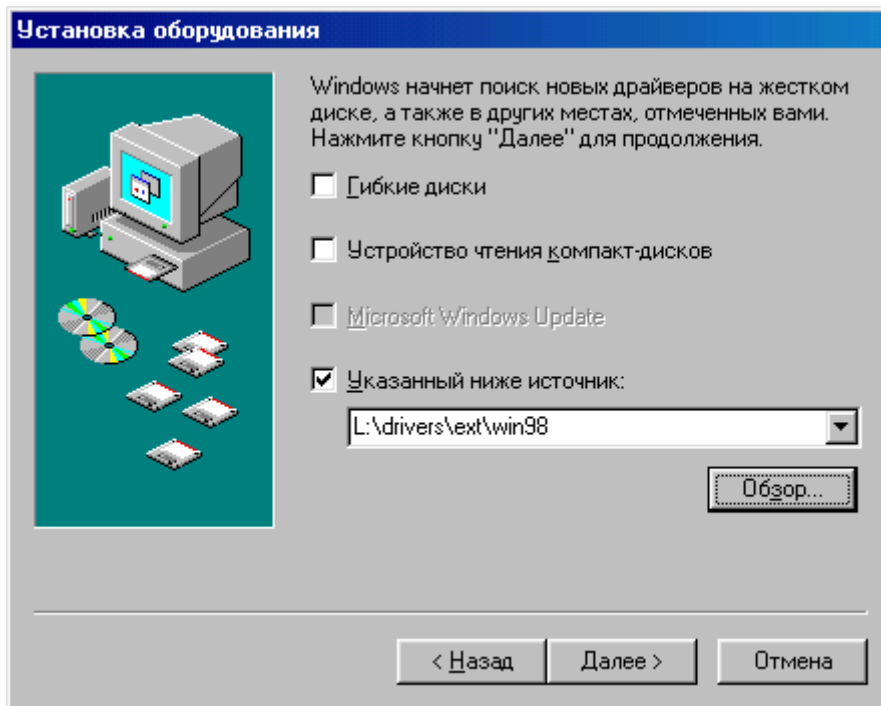 Установка оборудования
Windows начнет поиск новых драйверов на жестком
диске, а также в других местах, отмеченных вами.
Нажмите кнопку "Далее" для продолжения.
Гибкие диски
Устройство чтения компакт-дисков
Microsoft Windows Update
Указанный ниже источник:
L:\drivers\ext\win98
Обзор...
< Назад
Далее >
Отмена